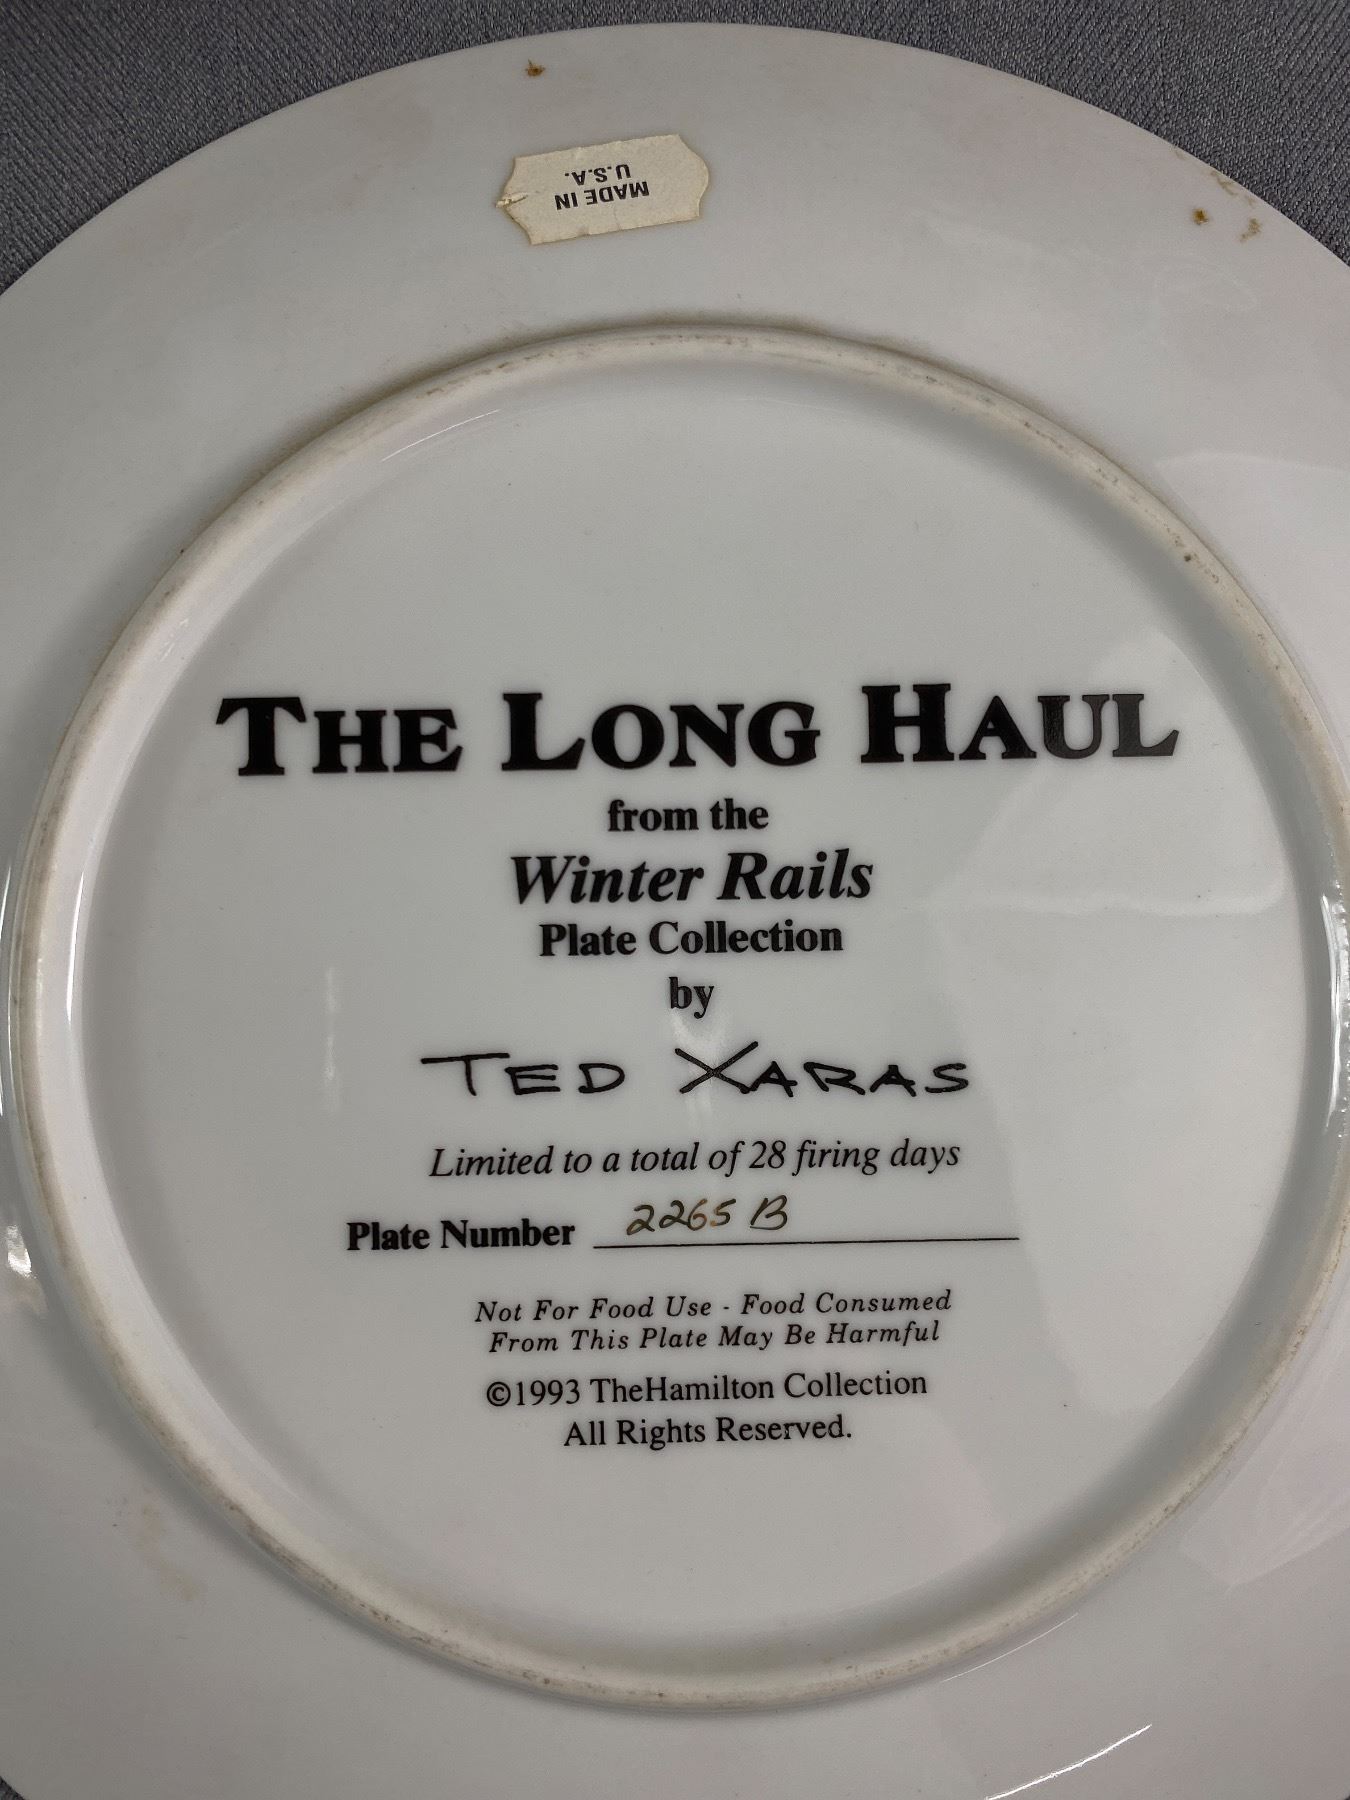 MADE IN
U.S.A.
THE LONG HAUL
from the
Winter Rails
Plate Collection
by
TED XARAS
Limited to a total of 28 firing days
Plate Number 2265 B
Not For Food Use - Food Consumed
From This Plate May Be Harmful
©1993 TheHamilton Collection
All Rights Reserved.